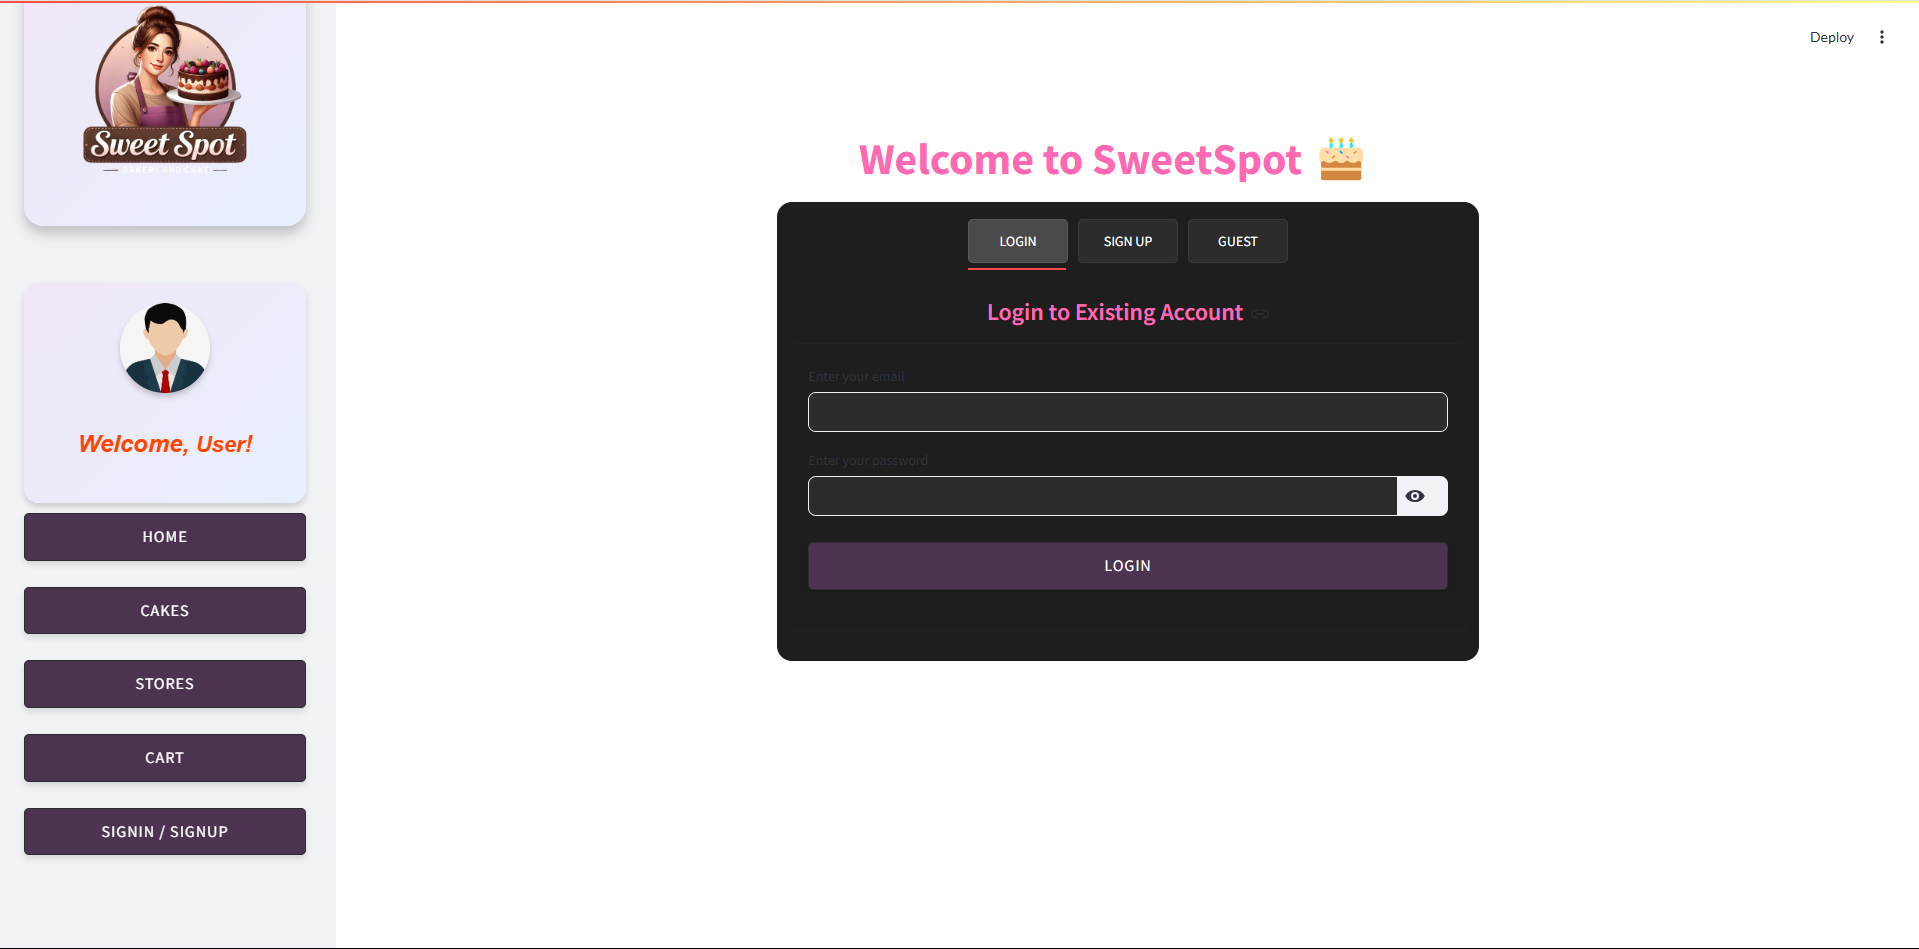 Sweet Spot
BAKERY AND CAKE
Welcome, User!
HOME
CAKES
STORES
CART
SIGNIN / SIGNUP
Deploy
Welcome to SweetSpot
LOGIN
SIGN UP
GUEST
Login to Existing Account
Enter your email
Enter your password
LOGIN